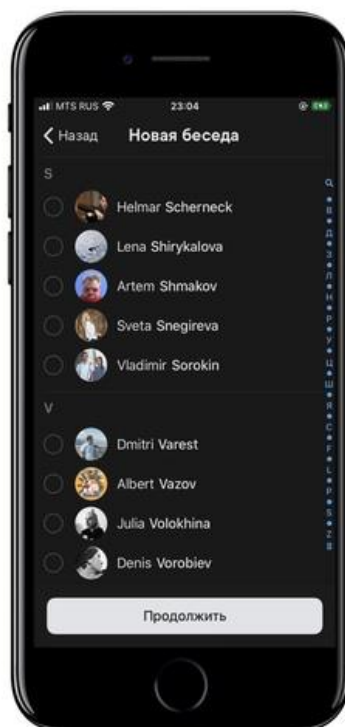 MTS RUS 23:04
Назад Новая беседа
S
Helmar Scherneck
Lena Shirykalova
Artem Shmakov
Sveta Snegireva
Vladimir Sorokin
V
Dmitri Varest
Albert Vazov
Julia Volokhina
Denis Vorobiev
Продолжить
В
Д
З
Л
Н
Р
У
Ц
Ш
Я
C
F
L
P
S
Z
#